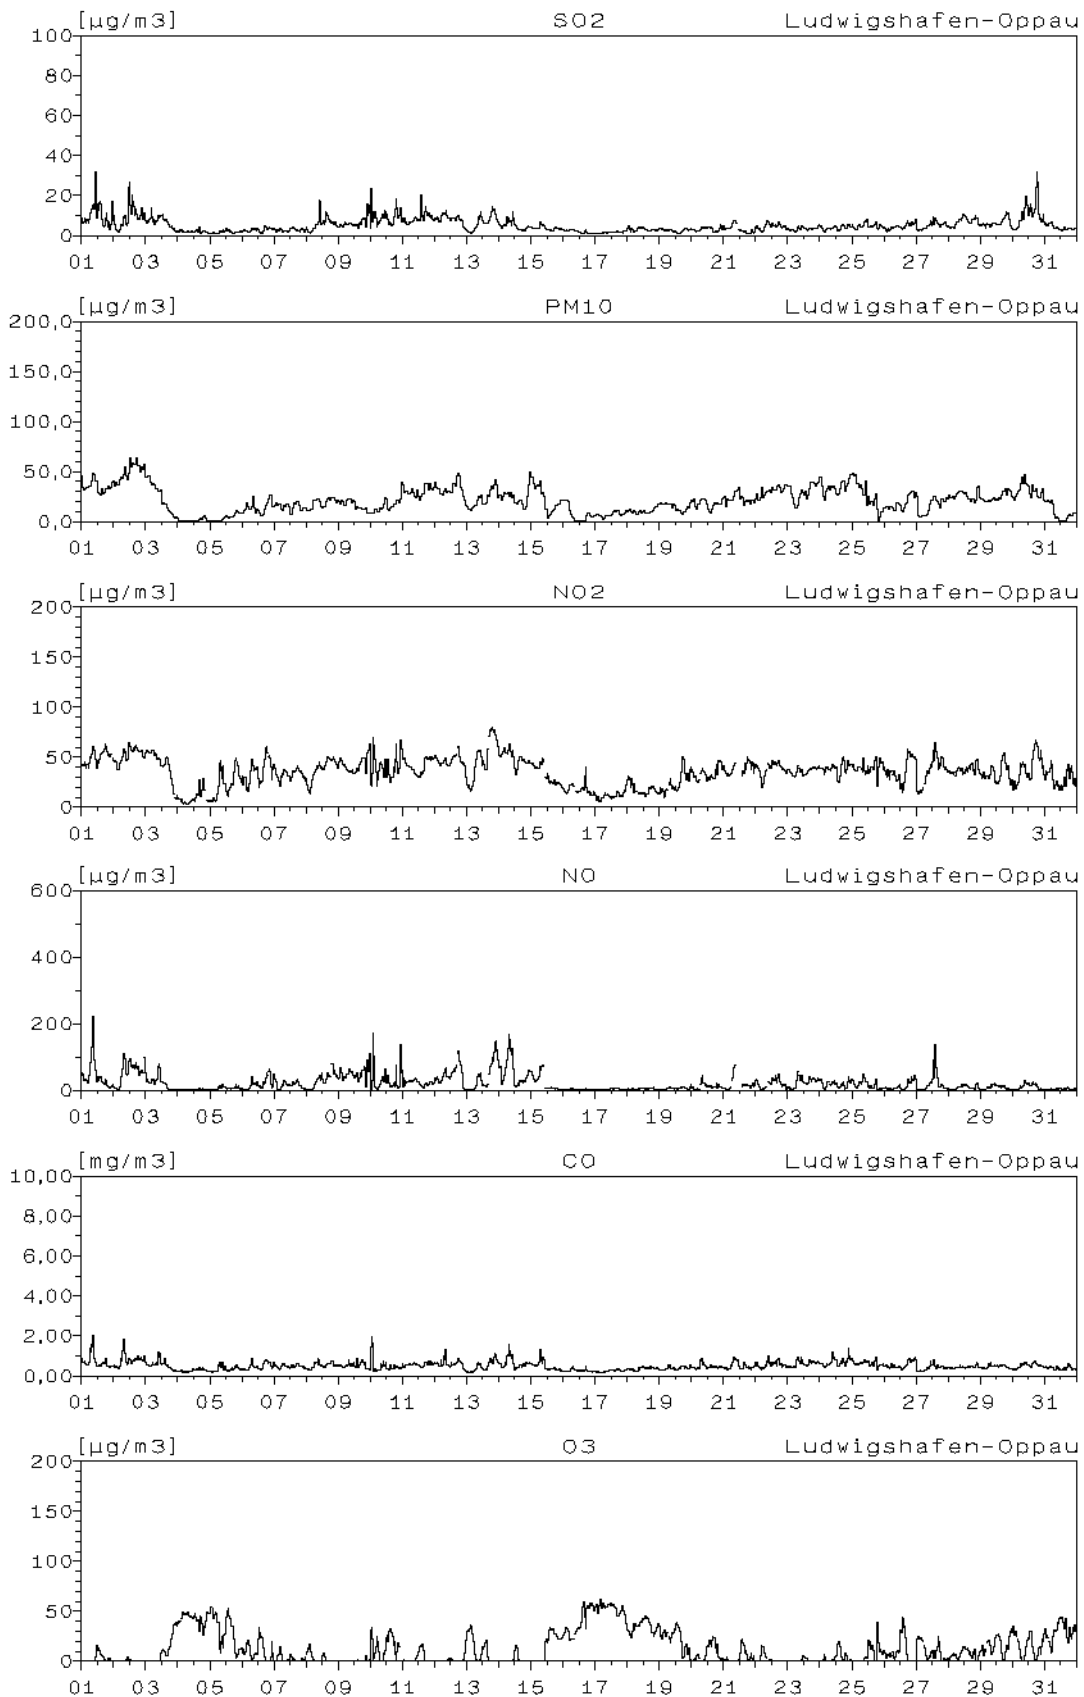 [µg/m3] SO2 Ludwigshafen-Oppau
100
80
60
40
20
0
01 03 05 07 09 11 13 15 17 19 21 23 25 27 29 31
[µg/m3] PM10 Ludwigshafen-Oppau
200,0
150,0
100,0
50,0
0,0
01 03 05 07 09 11 13 15 17 19 21 23 25 27 29 31
[µg/m3] NO2 Ludwigshafen-Oppau
200
150
100
50
0
01 03 05 07 09 11 13 15 17 19 21 23 25 27 29 31
[µg/m3] NO Ludwigshafen-Oppau
600
400
200
0
01 03 05 07 09 11 13 15 17 19 21 23 25 27 29 31
[mg/m3] CO Ludwigshafen-Oppau
10,00
8,00
6,00
4,00
2,00
0,00
01 03 05 07 09 11 13 15 17 19 21 23 25 27 29 31
[µg/m3] O3 Ludwigshafen-Oppau
200
150
100
50
0
01 03 05 07 09 11 13 15 17 19 21 23 25 27 29 31